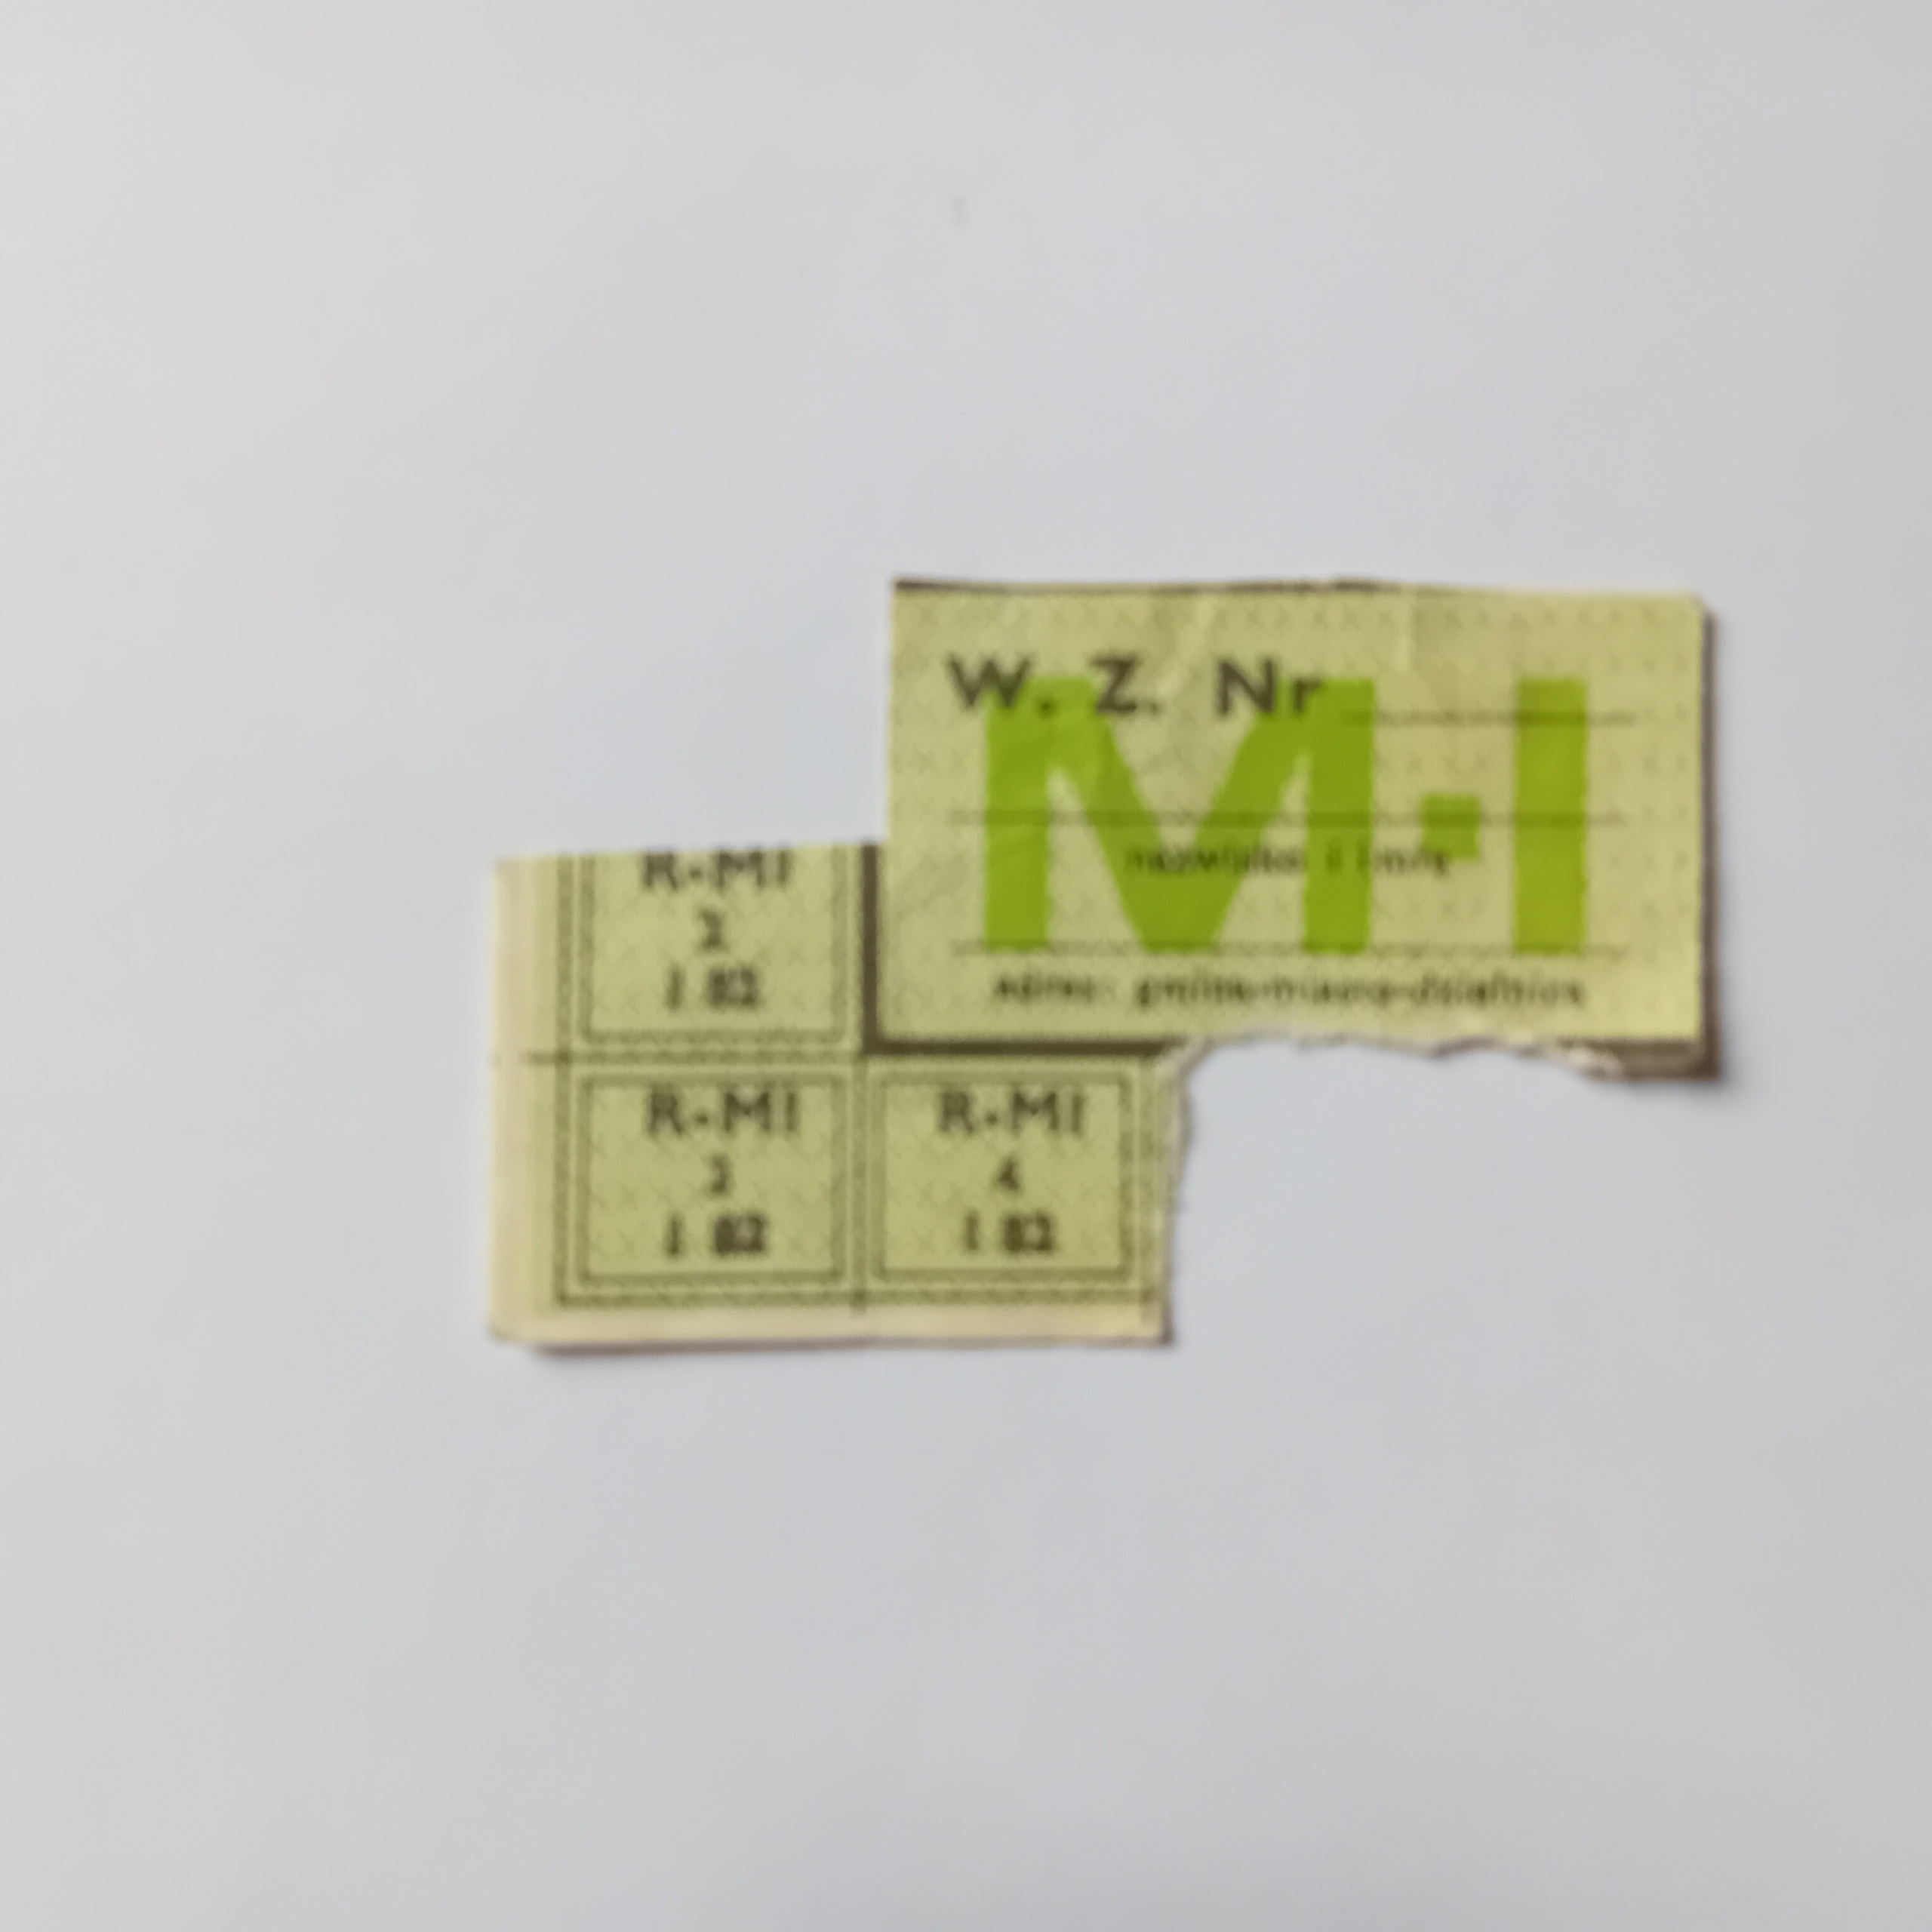 W. Z. Nr
M-I
nazwisko i imię
Adres: gmina-miasto-dzielnica
R-MI
2
I 82
R-MI
3
I 82
R-MI
4
I 82